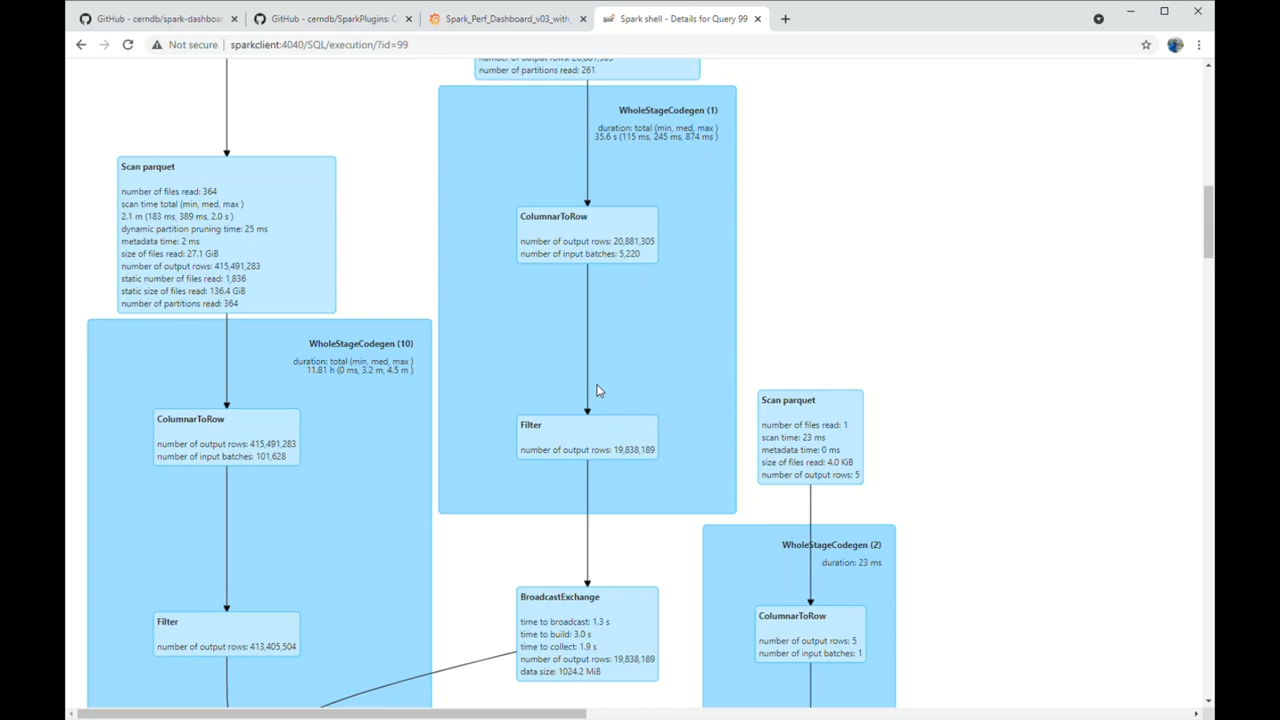 GitHub - cerndb/spark-dashboa
GitHub - cerndb/SparkPlugins: C
Spark_Perf_Dashboard_v03_with_
Spark shell - Details for Query 99
Not secure
sparkclient:4040/SQL/execution/?id=99
number of partitions read: 261
WholeStageCodegen (1)
duration: total (min, med, max )
35.6 s (115 ms, 245 ms, 874 ms )
Scan parquet
number of files read: 364
scan time total (min, med, max )
2.1 m (183 ms, 389 ms, 2.0 s )
dynamic partition pruning time: 25 ms
metadata time: 2 ms
size of files read: 27.1 GiB
number of output rows: 415,491,283
static number of files read: 1,836
static size of files read: 136.4 GiB
number of partitions read: 364
ColumnarToRow
number of output rows: 20,881,305
number of input batches: 5,220
WholeStageCodegen (10)
duration: total (min, med, max )
11.81 h (0 ms, 3.2 m, 4.5 m )
ColumnarToRow
number of output rows: 415,491,283
number of input batches: 101,628
Filter
number of output rows: 19,838,189
Scan parquet
number of files read: 1
scan time: 23 ms
metadata time: 0 ms
size of files read: 4.0 KiB
number of output rows: 5
WholeStageCodegen (2)
duration: 23 ms
BroadcastExchange
time to broadcast: 1.3 s
time to build: 3.0 s
time to collect: 1.9 s
number of output rows: 19,838,189
data size: 1024.2 MiB
Filter
number of output rows: 413,405,504
ColumnarToRow
number of output rows: 5
number of input batches: 1